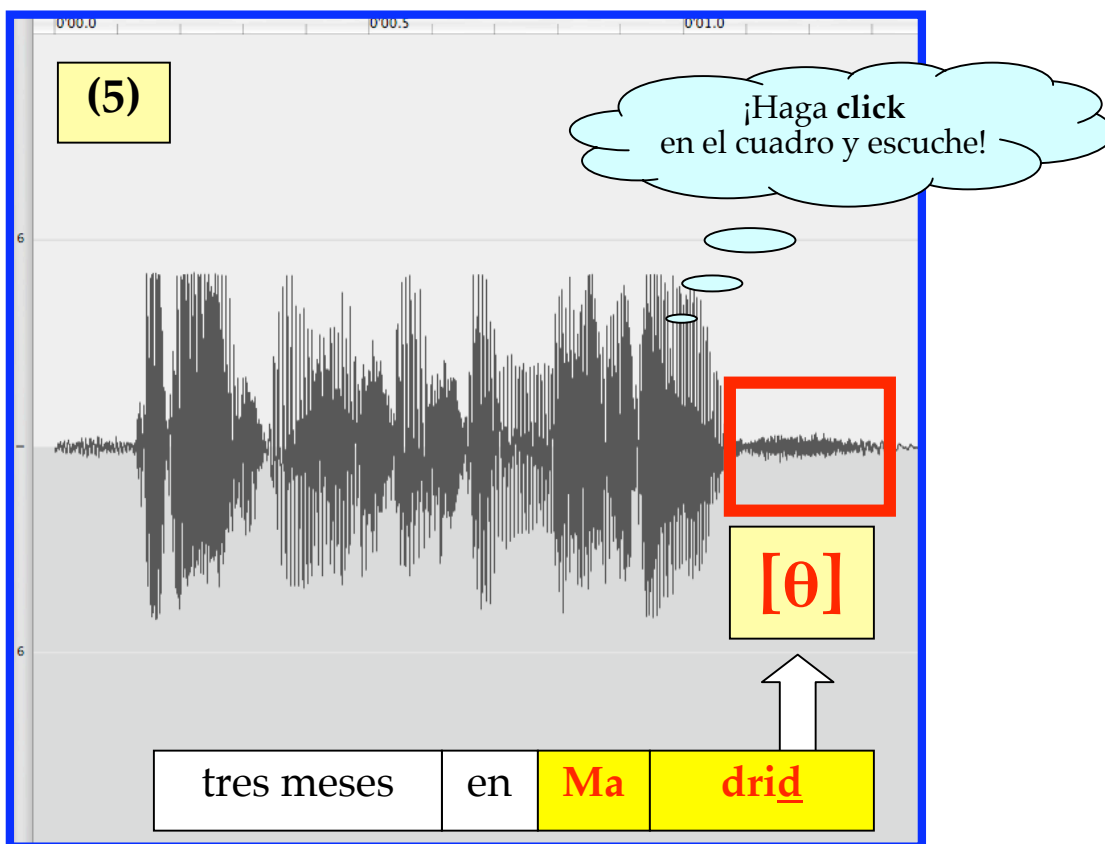 0'00.0 0'00.5 0'01.0
(5)
¡Haga click
en el cuadro y escuche!
6
6
[θ]
tres meses en Ma drid